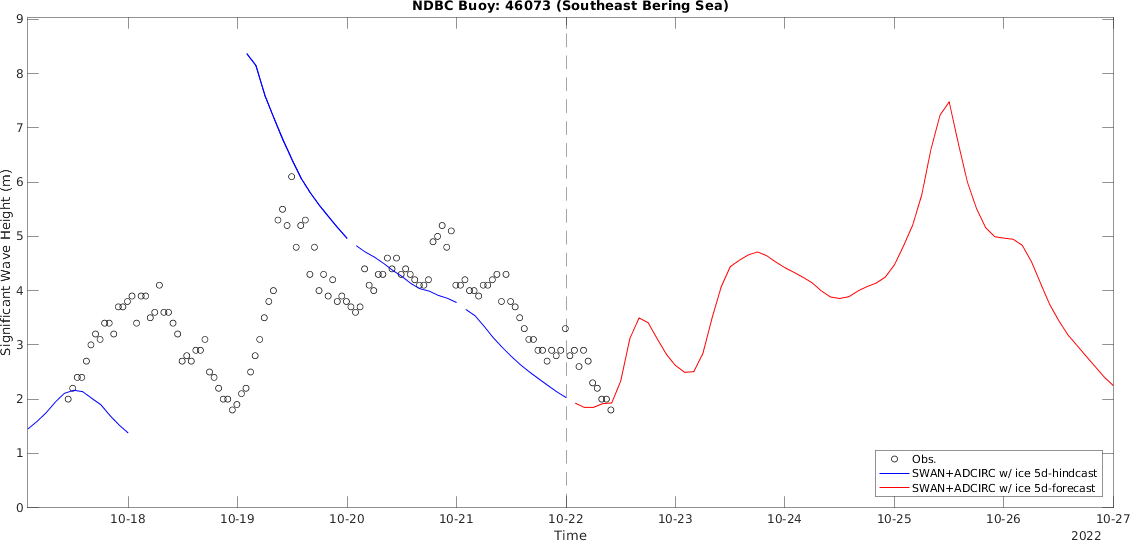 NDBC Buoy: 46073 (Southeast Bering Sea)
9
8
7
6
5
4
3
2
1
0
Significant Wave Height (m)
Obs.
SWAN+ADCIRC w/ ice 5d-hindcast
SWAN+ADCIRC w/ ice 5d-forecast
10-18 10-19 10-20 10-21 10-22 10-23 10-24 10-25 10-26 10-27
Time
2022